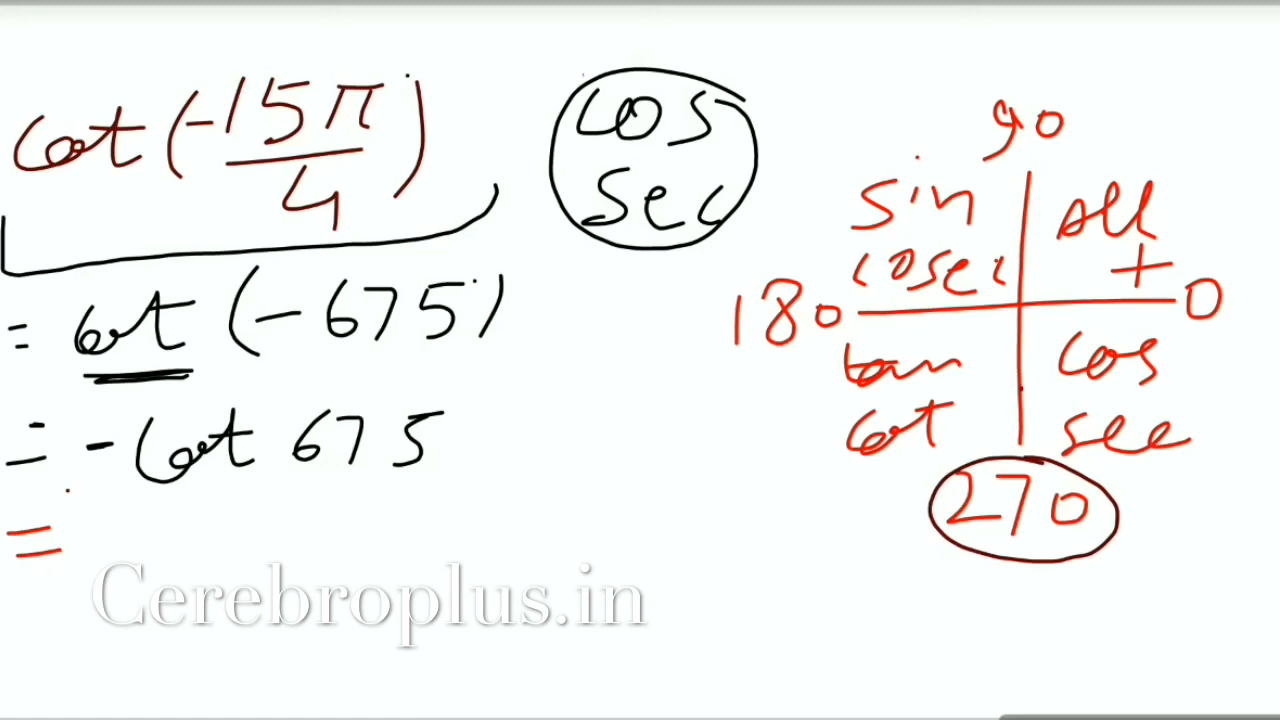 cot (-15π/4)
= cot (-675)
= -cot 675
=
cos
sec
90
sin
cosec
All
+
180
0
tan
cot
cos
sec
270
Cerebroplus.in